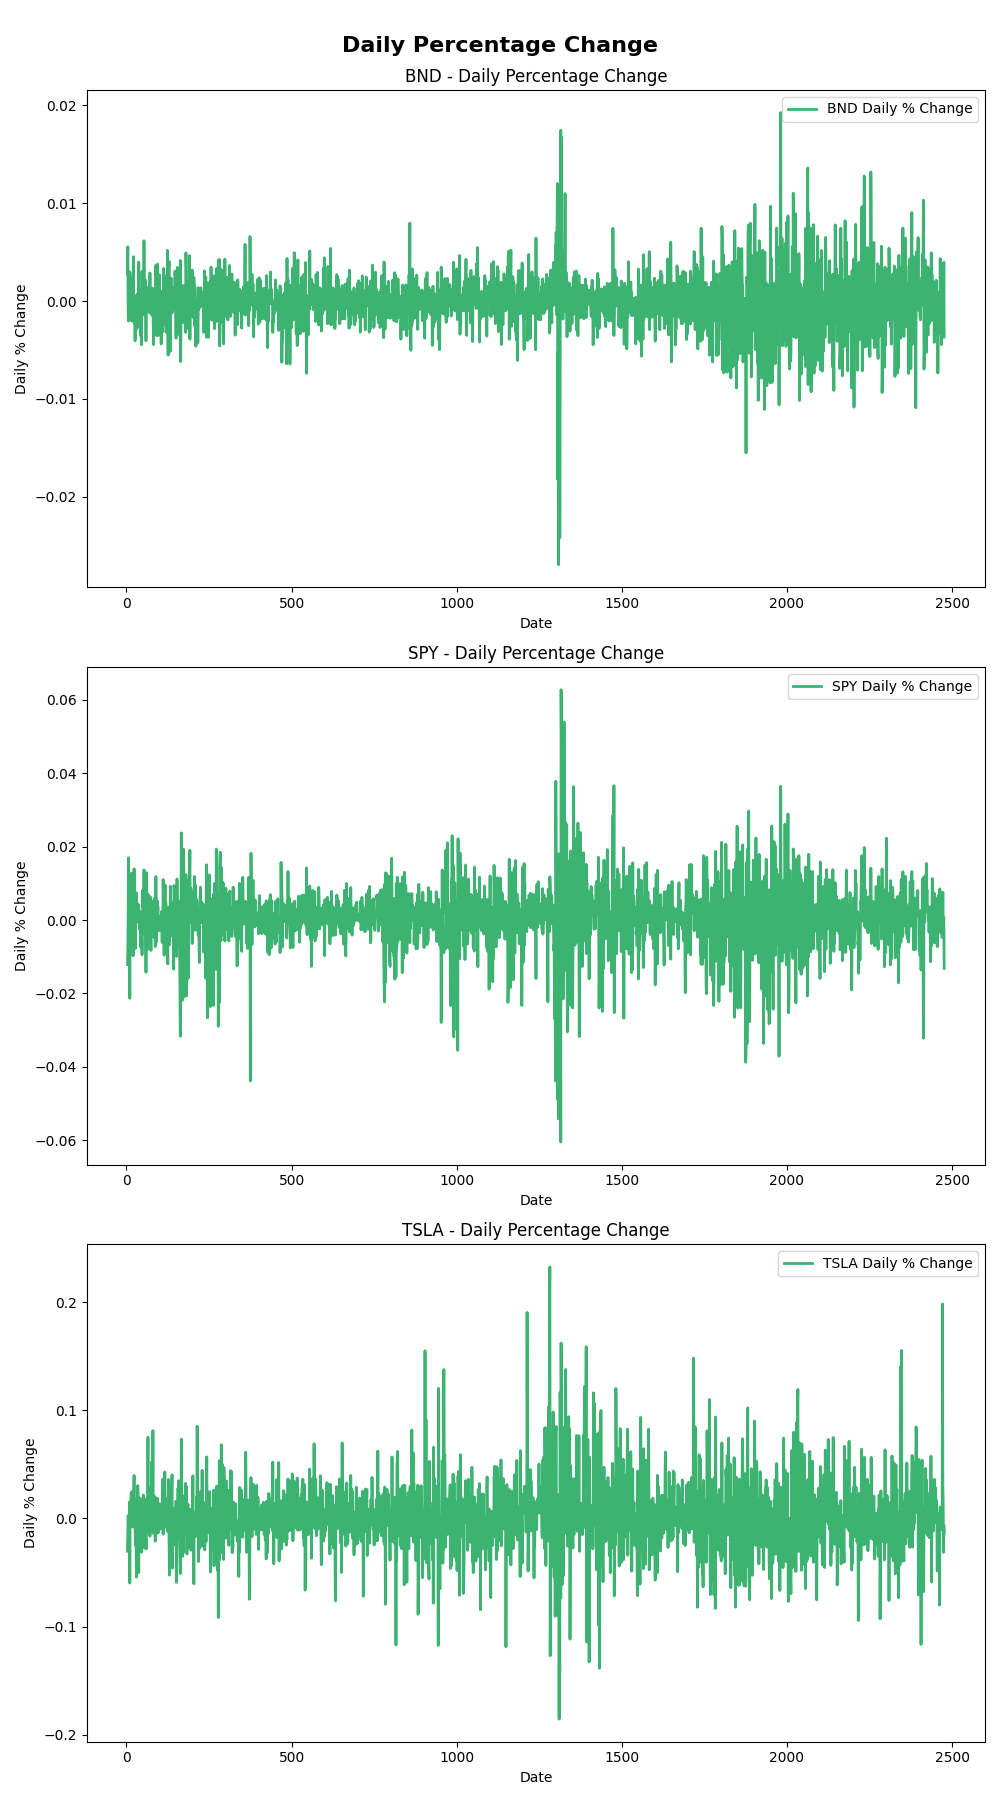 Daily Percentage Change
BND - Daily Percentage Change
BND Daily % Change
0.02
0.01
0.00
−0.01
−0.02
Daily % Change
0 500 1000 1500 2000 2500
Date
SPY - Daily Percentage Change
SPY Daily % Change
0.06
0.04
0.02
0.00
−0.02
−0.04
−0.06
Daily % Change
0 500 1000 1500 2000 2500
Date
TSLA - Daily Percentage Change
TSLA Daily % Change
0.2
0.1
0.0
−0.1
−0.2
Daily % Change
0 500 1000 1500 2000 2500
Date